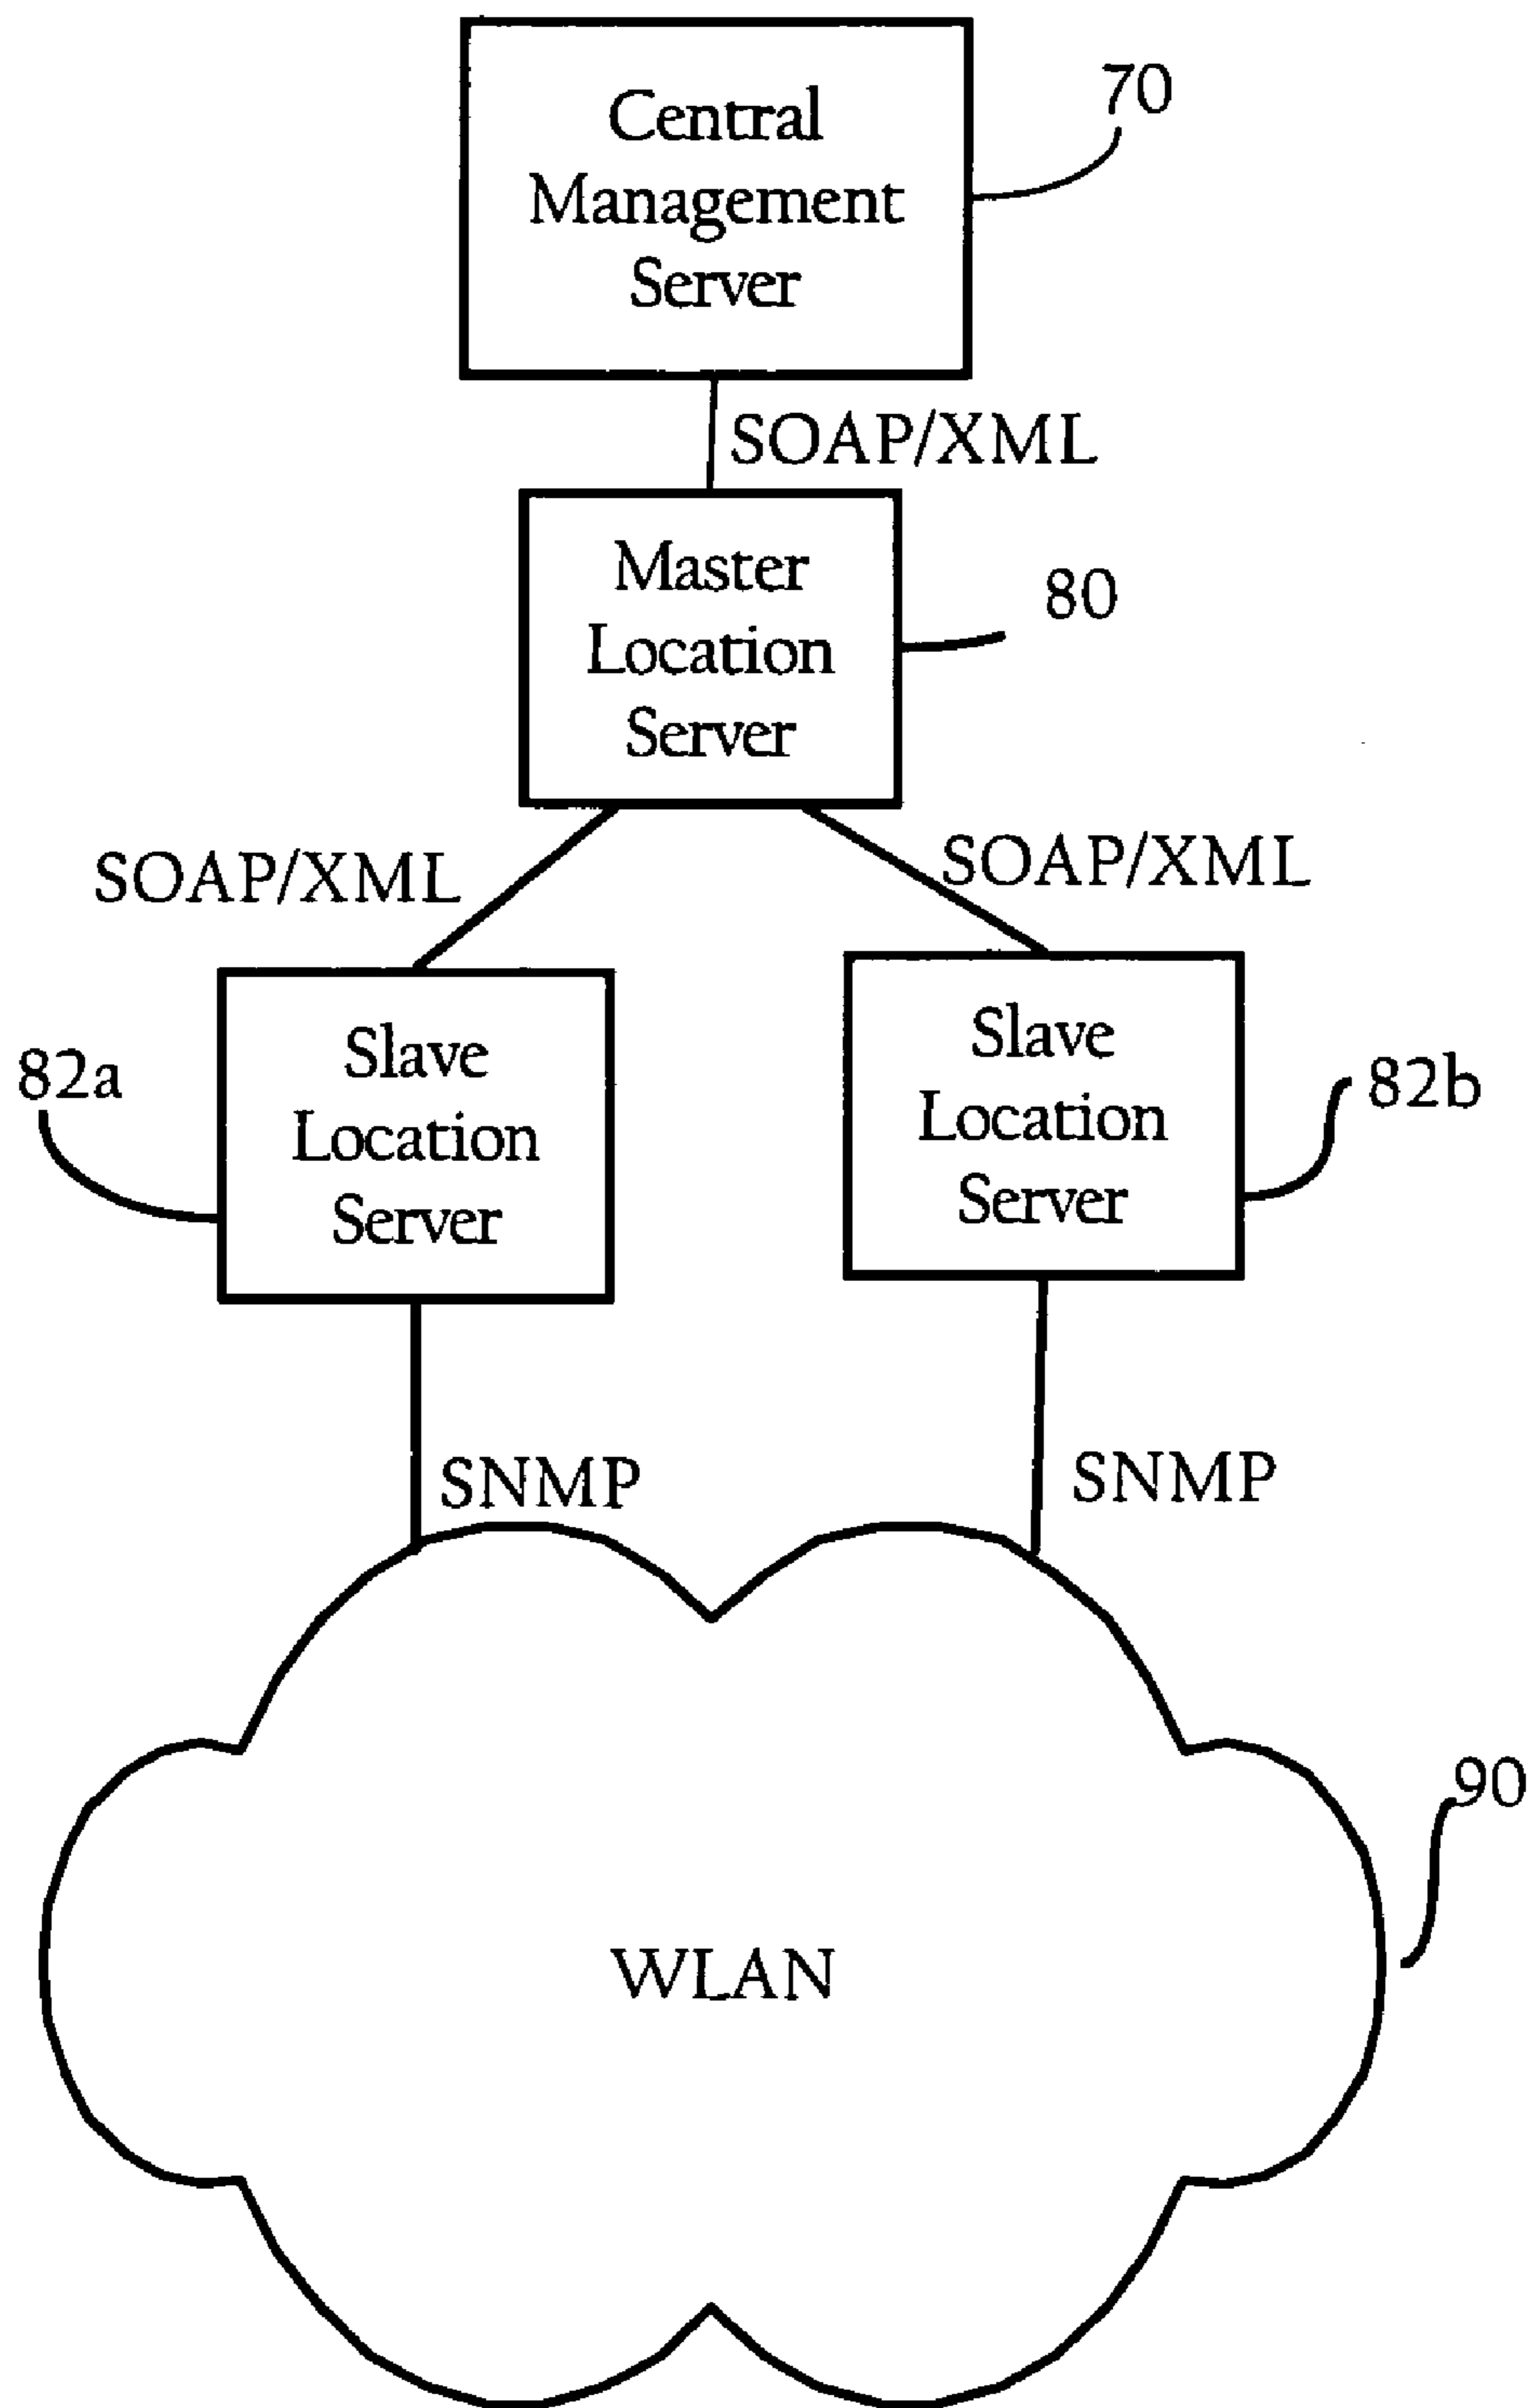 Central
Management
Server
70
SOAP/XML
Master
Location
Server
80
SOAP/XML
SOAP/XML
Slave
Location
Server
82a
Slave
Location
Server
82b
SNMP
SNMP
90
WLAN